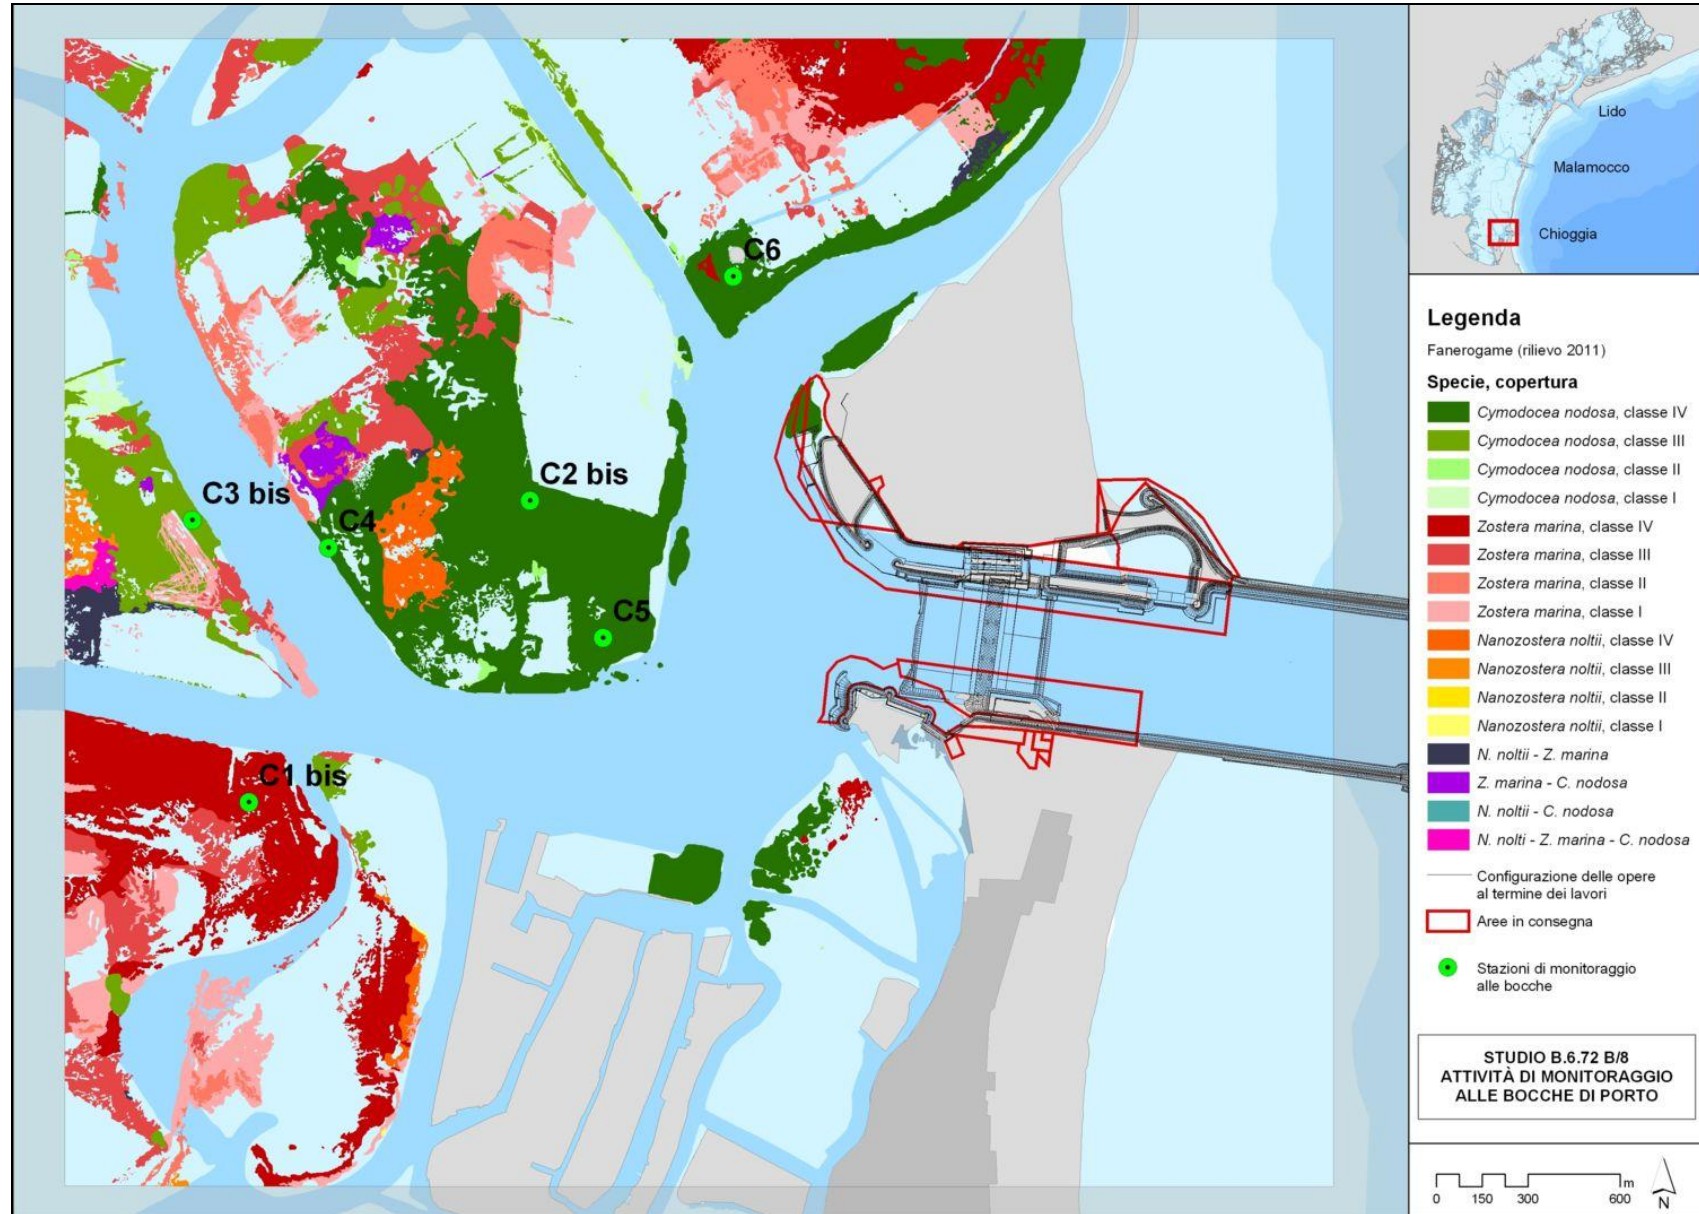 C6
C2 bis
C3 bis
C4
C5
C1 bis
Lido
Malamocco
Chioggia
Legenda
Fanerogame (rilievo 2011)
Specie, copertura
Cymodocea nodosa, classe IV
Cymodocea nodosa, classe III
Cymodocea nodosa, classe II
Cymodocea nodosa, classe I
Zostera marina, classe IV
Zostera marina, classe III
Zostera marina, classe II
Zostera marina, classe I
Nanozostera noltii, classe IV
Nanozostera noltii, classe III
Nanozostera noltii, classe II
Nanozostera noltii, classe I
N. noltii - Z. marina
Z. marina - C. nodosa
N. noltii - C. nodosa
N. nolti - Z. marina - C. nodosa
Configurazione delle opere
al termine dei lavori
Aree in consegna
Stazioni di monitoraggio
alle bocche
STUDIO B.6.72 B/8
ATTIVITÀ DI MONITORAGGIO
ALLE BOCCHE DI PORTO
m
0 150 300 600
N